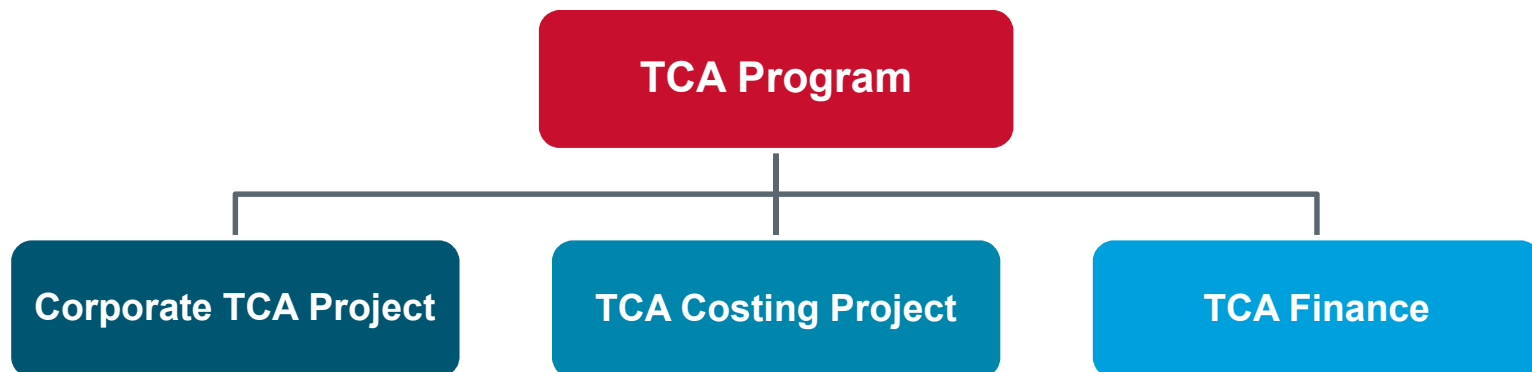 TCA Program
Corporate TCA Project
TCA Costing Project
TCA Finance